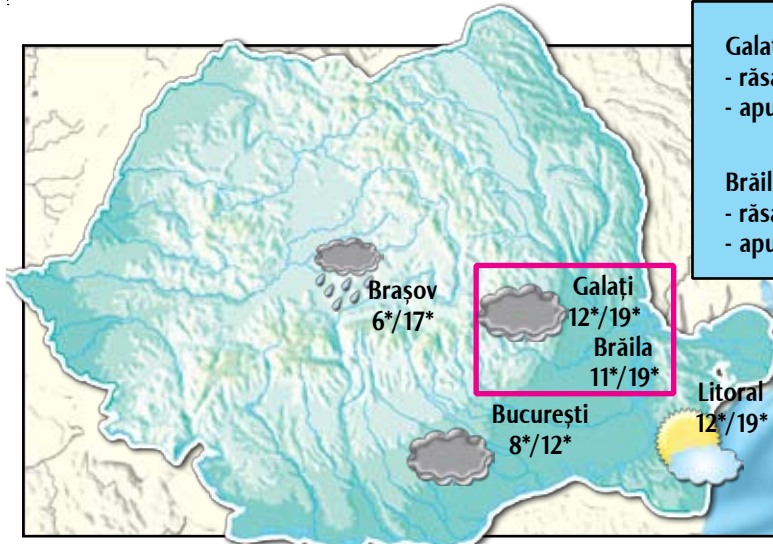 - 
- 
- 
- 
Brașov
6*/17*
Galați
12*/19*
Brăila
11*/19*
București
8*/12*
Litoral
12*/19*